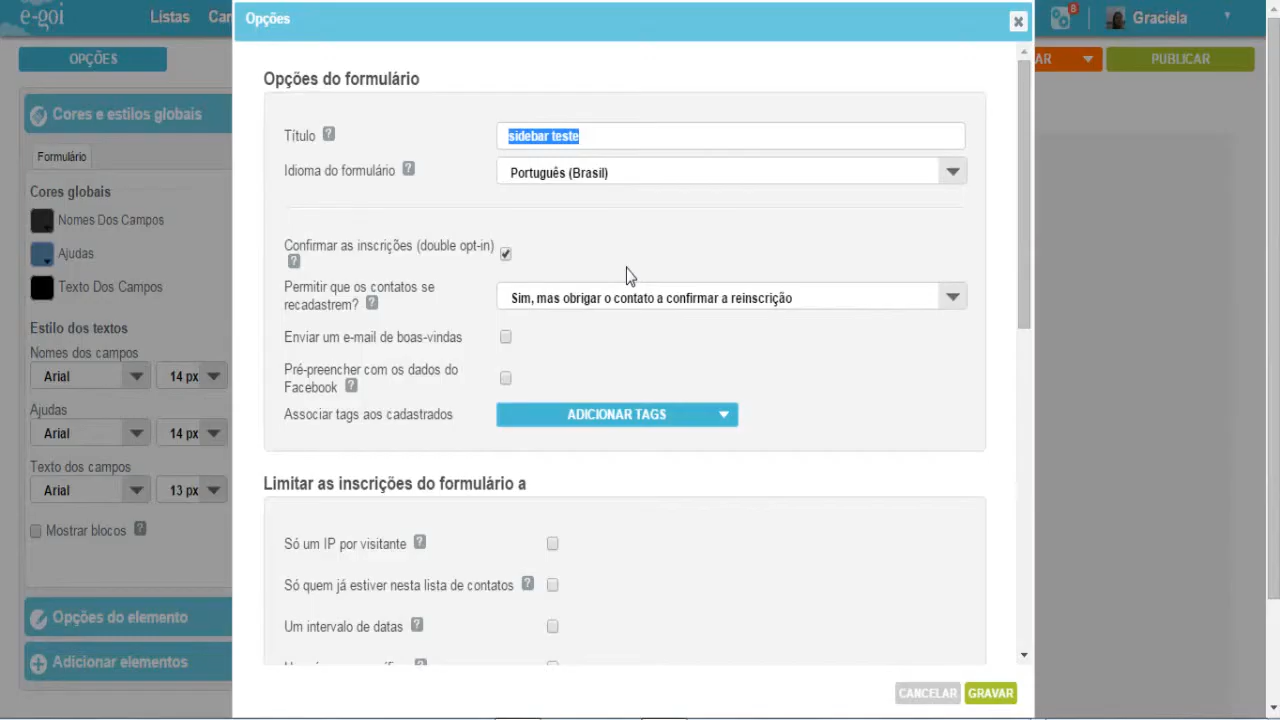 e-goi
Listas
Opções
8
Graciela
OPÇÕES
AR
PUBLICAR
Opções do formulário
Cores e estilos globais
Título ?
sidebar teste
Formulário
Idioma do formulário ?
Português (Brasil)
Cores globais
Nomes Dos Campos
Ajudas
Texto Dos Campos
Confirmar as inscrições (double opt-in)
?
Permitir que os contatos se
recadastrem? ?
Sim, mas obrigar o contato a confirmar a reinscrição
Enviar um e-mail de boas-vindas
Pré-preencher com os dados do
Facebook ?
Associar tags aos cadastrados
ADICIONAR TAGS
Estilo dos textos
Nomes dos campos
Arial
14 px
Ajudas
Arial
14 px
Texto dos campos
Arial
13 px
Mostrar blocos ?
Limitar as inscrições do formulário a
Só um IP por visitante ?
Só quem já estiver nesta lista de contatos ?
Um intervalo de datas ?
Opções do elemento
Adicionar elementos
CANCELAR
GRAVAR